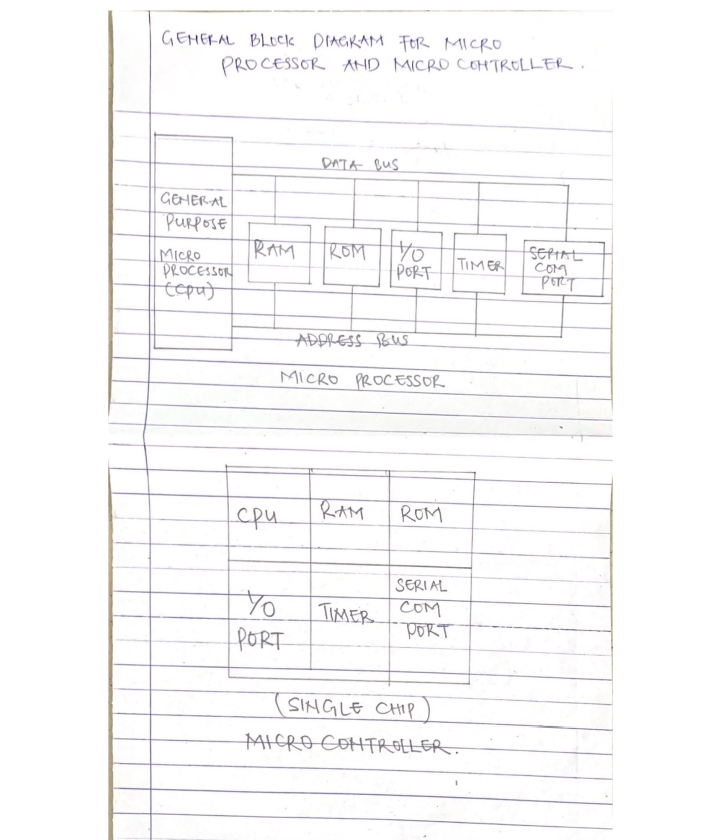 GENERAL BLOCK DIAGRAM FOR MICRO
PROCESSOR AND MICRO CONTROLLER.
DATA BUS
GENERAL
PURPOSE
MICRO
PROCESSOR
(CPU)
RAM
ROM
I/O
PORT
TIMER
SERIAL
COM
PORT
ADDRESS BUS
MICRO PROCESSOR
CPU
RAM
ROM
I/O
PORT
TIMER
SERIAL
COM
PORT
(SINGLE CHIP)
MICRO CONTROLLER.